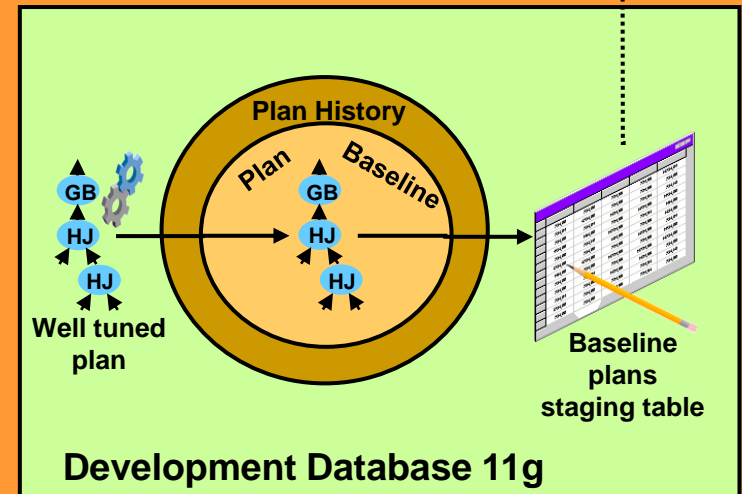 Plan History
Plan Baseline
GB
HJ
HJ
Well tuned
plan
GB
HJ
HJ
Baseline
plans
staging table
Development Database 11g